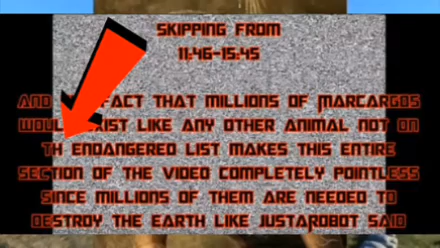 SKIPPING FROM
11:46-15:45
AND FACT THAT MILLIONS OF MARCARGOS
EXIST LIKE ANY OTHER ANIMAL NOT ON
TH ENDANGERED LIST MAKES THIS ENTIRE
SECTION OF THE VIDEO COMPLETELY POINTLESS
SINCE MILLIONS OF THEM ARE NEEDED TO
DESTROY THE EARTH LIKE JUSTAROBOT SAID